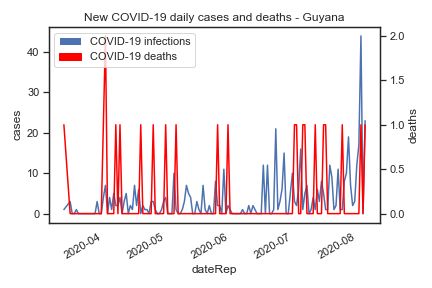 New COVID-19 daily cases and deaths - Guyana
COVID-19 infections
COVID-19 deaths
cases
40
30
20
10
0
deaths
2.0
1.5
1.0
0.5
0.0
2020-04
2020-05
2020-06
2020-07
2020-08
dateRep